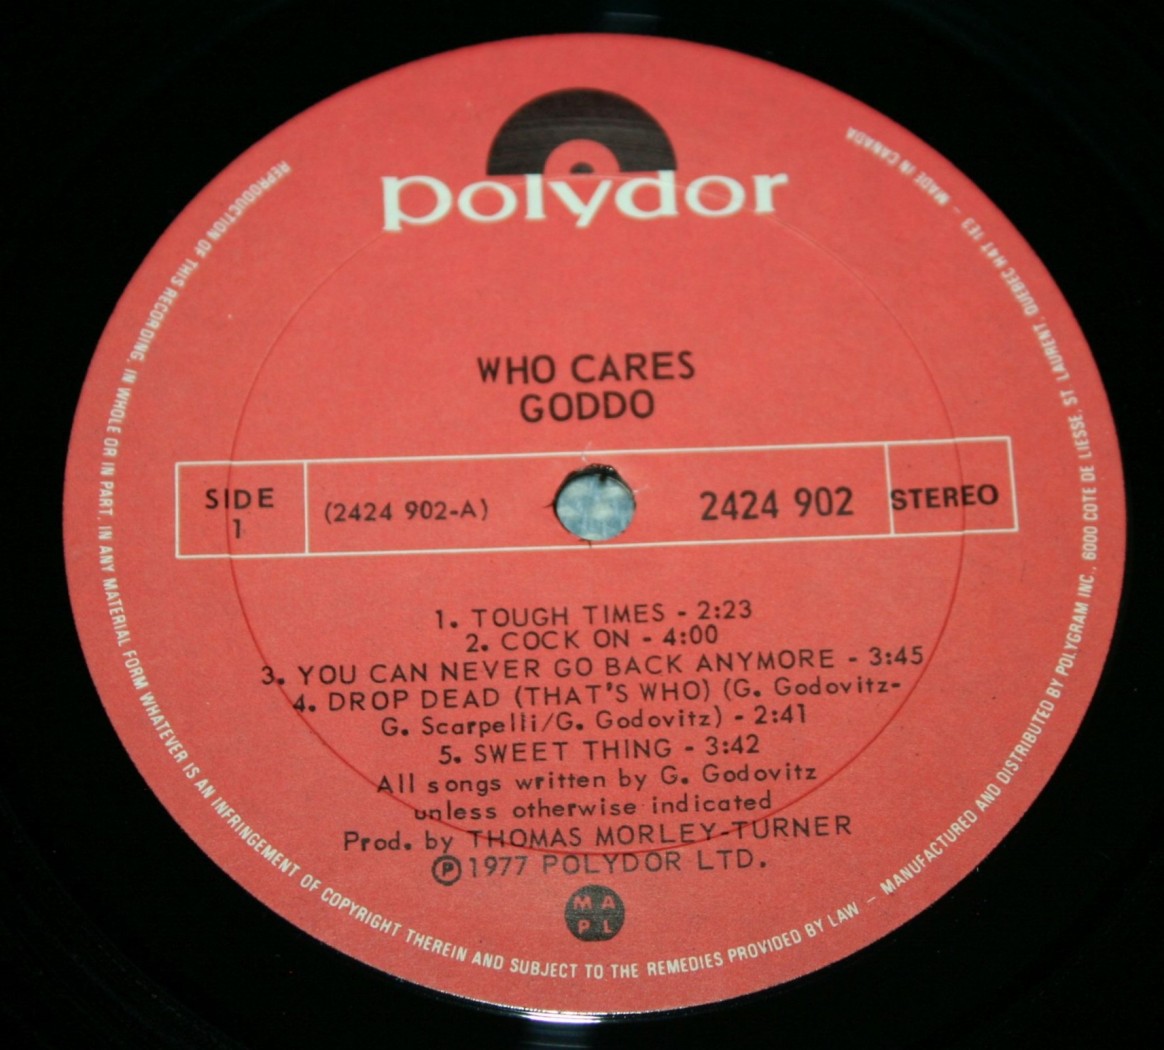 polydor
WHO CARES
GODDO
SIDE
1
(2424 902-A)
2424 902
STEREO
1. TOUGH TIMES - 2:23
2. COCK ON - 4:00
3. YOU CAN NEVER GO BACK ANYMORE - 3:45
4. DROP DEAD (THAT'S WHO) (G. Godovitz-
G. Scarpelli/G. Godovitz) - 2:41
5. SWEET THING - 3:42
All songs written by G. Godovitz
unless otherwise indicated
Prod. by THOMAS MORLEY-TURNER
Ⓟ1977 POLYDOR LTD.
M A
P L
REPRODUCTION OF THIS RECORDING, IN WHOLE OR IN PART, IN ANY MATERIAL FORM WHATEVER IS AN INFRINGEMENT OF COPYRIGHT THEREIN AND SUBJECT TO THE REMEDIES PROVIDED BY LAW – MANUFACTURED AND DISTRIBUTED BY POLYGRAM INC., 6000 COTE DE LIESSE, ST LAURENT, QUEBEC H4T 1E3 – MADE IN CANADA